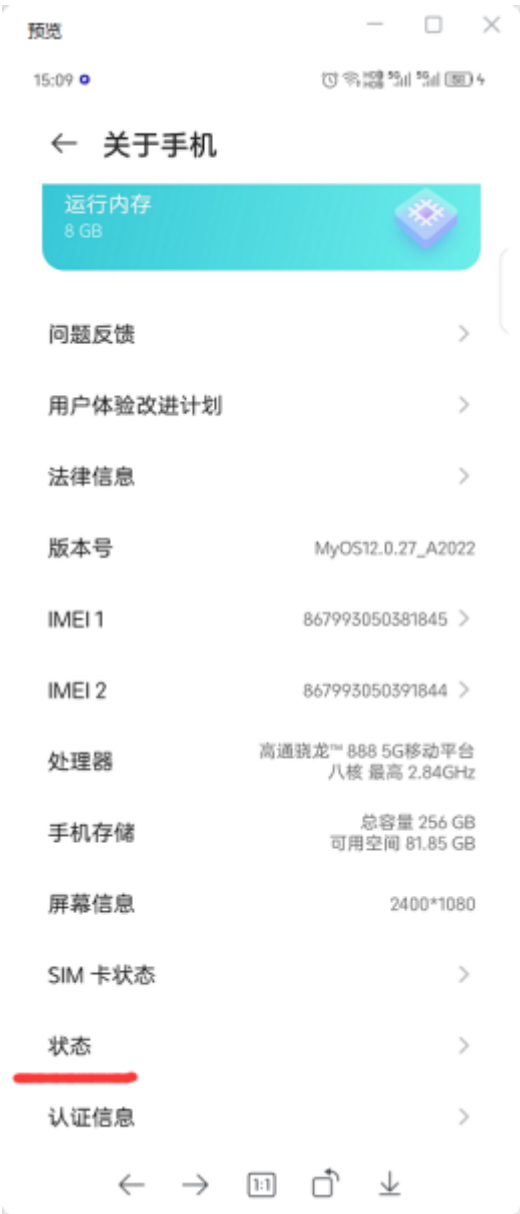 预览
15:09
关于手机
运行内存
8 GB
问题反馈
用户体验改进计划
法律信息
版本号 MyOS12.0.27_A2022
IMEI 1 867993050381845
IMEI 2 867993050391844
处理器 高通骁龙™ 888 5G移动平台
八核 最高 2.84GHz
手机存储 总容量 256 GB
可用空间 81.85 GB
屏幕信息 2400*1080
SIM 卡状态
状态
认证信息
1:1